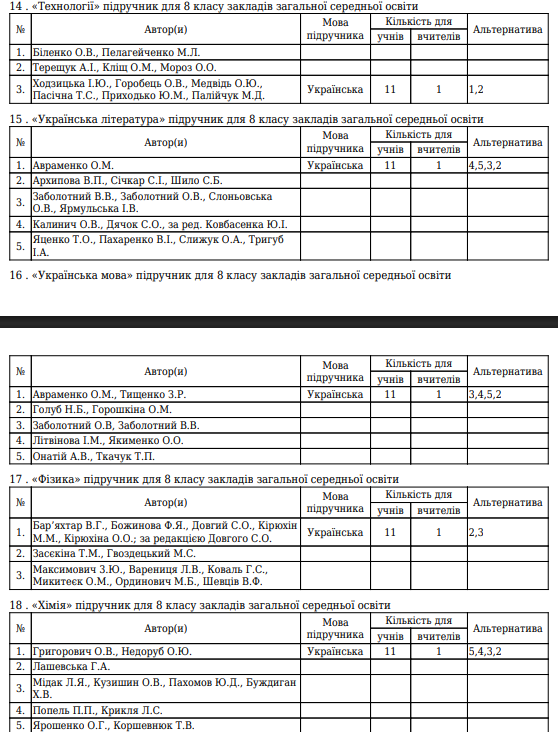 14 . «Технології» підручник для 8 класу закладів загальної середньої освіти
№ Автор(и) Мова підручника Кількість для Альтернатива
учнів вчителів
1. Біленко О.В., Пелагейченко М.Л.
2. Терещук А.І., Кліщ О.М., Мороз О.О.
3. Ходзицька І.Ю., Горобець О.В., Медвідь О.Ю., Пасічна Т.С., Приходько Ю.М., Палійчук М.Д. Українська 11 1 1,2
15 . «Українська література» підручник для 8 класу закладів загальної середньої освіти
№ Автор(и) Мова підручника Кількість для Альтернатива
учнів вчителів
1. Авраменко О.М. Українська 11 1 4,5,3,2
2. Архипова В.П., Січкар С.І., Шило С.Б.
3. Заболотний В.В., Заболотний О.В., Слоньовська О.В., Ярмульська І.В.
4. Калинич О.В., Дячок С.О., за ред. Ковбасенка Ю.І.
5. Яценко Т.О., Пахаренко В.І., Слижук О.А., Тригуб І.А.
16 . «Українська мова» підручник для 8 класу закладів загальної середньої освіти
№ Автор(и) Мова підручника Кількість для Альтернатива
учнів вчителів
1. Авраменко О.М., Тищенко З.Р. Українська 11 1 3,4,5,2
2. Голуб Н.Б., Горошкіна О.М.
3. Заболотний О.В, Заболотний В.В.
4. Літвінова І.М., Якименко О.О.
5. Онатій А.В., Ткачук Т.П.
17 . «Фізика» підручник для 8 класу закладів загальної середньої освіти
№ Автор(и) Мова підручника Кількість для Альтернатива
учнів вчителів
1. Бар’яхтар В.Г., Божинова Ф.Я., Довгий С.О., Кірюхін М.М., Кірюхіна О.О.; за редакцією Довгого С.О. Українська 11 1 2,3
2. Засєкіна Т.М., Гвоздецький М.С.
3. Максимович З.Ю., Варениця Л.В., Коваль Г.С., Микитеєк О.М., Ординович М.Б., Шевців В.Ф.
18 . «Хімія» підручник для 8 класу закладів загальної середньої освіти
№ Автор(и) Мова підручника Кількість для Альтернатива
учнів вчителів
1. Григорович О.В., Недоруб О.Ю. Українська 11 1 5,4,3,2
2. Лашевська Г.А.
3. Мідак Л.Я., Кузишин О.В., Пахомов Ю.Д., Буждиган Х.В.
4. Попель П.П., Крикля Л.С.
5. Ярошенко О.Г., Коршевнюк Т.В.